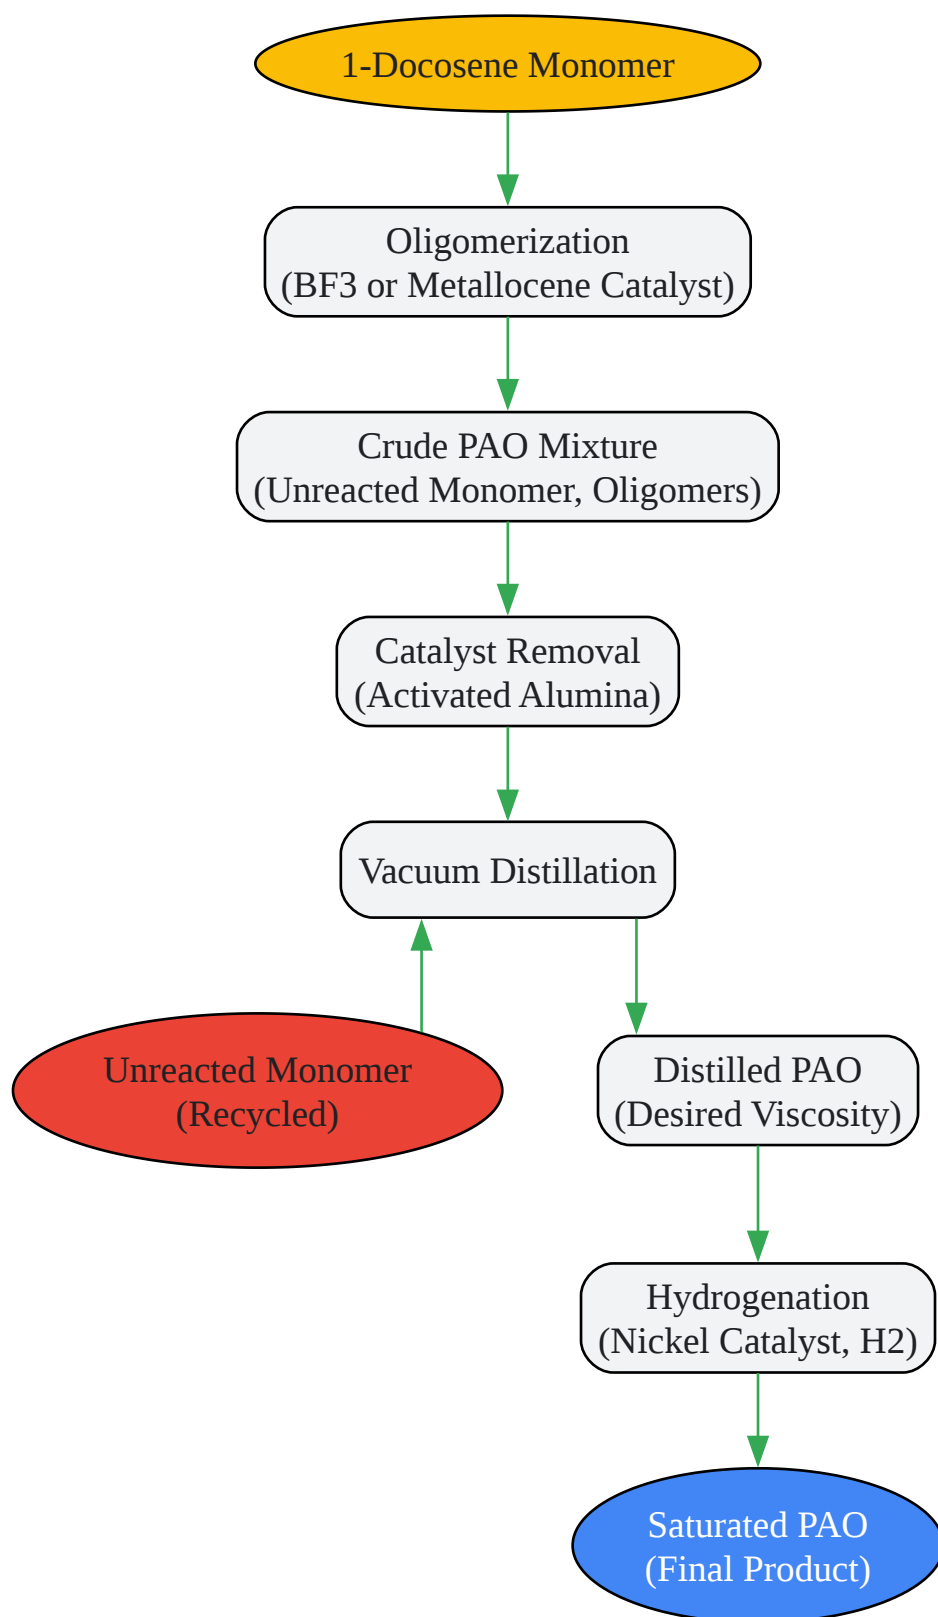 1-Docosene Monomer
Oligomerization
(BF3 or Metallocene Catalyst)
Crude PAO Mixture
(Unreacted Monomer, Oligomers)
Catalyst Removal
(Activated Alumina)
Vacuum Distillation
Unreacted Monomer
(Recycled)
Distilled PAO
(Desired Viscosity)
Hydrogenation
(Nickel Catalyst, H2)
Saturated PAO
(Final Product)